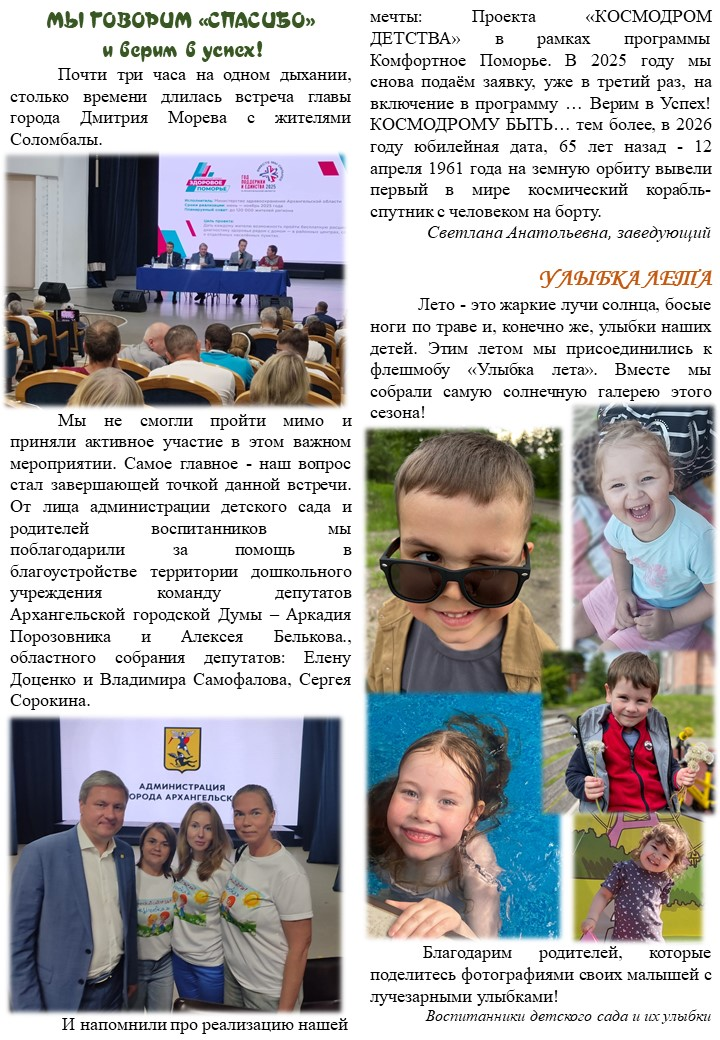 МЫ ГОВОРИМ «СПАСИБО»
и верим в успех!
Почти три часа на одном дыхании,
столько времени длилась встреча главы
города Дмитрия Морева с жителями
Соломбалы.
ЗДОРОВОЕ
ПОМОРЬЕ
Мы не смогли пройти мимо и
приняли активное участие в этом важном
мероприятии. Самое главное - наш вопрос
стал завершающей точкой данной встречи.
От лица администрации детского сада и
родителей воспитанников мы
поблагодарили за помощь в
благоустройстве территории дошкольного
учреждения команду депутатов
Архангельской городской Думы – Аркадия
Порозовника и Алексея Белькова.,
областного собрания депутатов: Елену
Доценко и Владимира Самофалова, Сергея
Сорокина.
АДМИНИСТРАЦИЯ
ГОРОДА АРХАНГЕЛЬСК
И напомнили про реализацию нашей
мечты: Проекта «КОСМОДРОМ
ДЕТСТВА» в рамках программы
Комфортное Поморье. В 2025 году мы
снова подаём заявку, уже в третий раз, на
включение в программу … Верим в Успех!
КОСМОДРОМУ БЫТЬ… тем более, в 2026
году юбилейная дата, 65 лет назад - 12
апреля 1961 года на земную орбиту вывели
первый в мире космический корабль-
спутник с человеком на борту.
Светлана Анатольевна, заведующий
УЛЫБКА ЛЕТА
Лето - это жаркие лучи солнца, босые
ноги по траве и, конечно же, улыбки наших
детей. Этим летом мы присоединились к
флешмобу «Улыбка лета». Вместе мы
собрали самую солнечную галерею этого
сезона!
Благодарим родителей, которые
поделитесь фотографиями своих малышей с
лучезарными улыбками!
Воспитанники детского сада и их улыбки